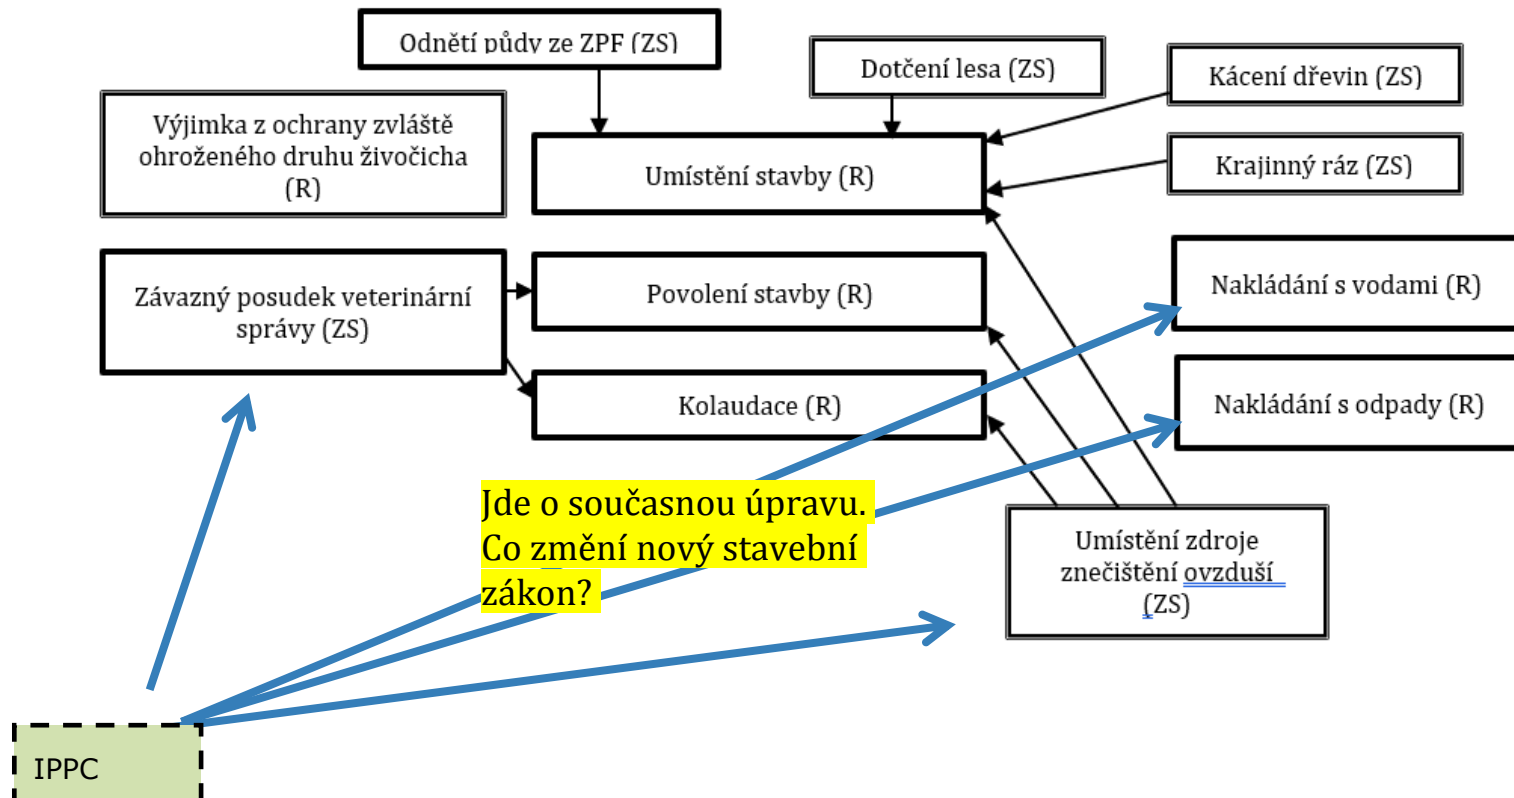 Odnětí půdy ze ZPF (ZS)
Dotčení lesa (ZS)
Kácení dřevin (ZS)
Výjimka z ochrany zvláště
ohroženého druhu živočicha
(R)
Umístění stavby (R)
Krajinný ráz (ZS)
Závazný posudek veterinární
správy (ZS)
Povolení stavby (R)
Nakládání s vodami (R)
Kolaudace (R)
Nakládání s odpady (R)
Jde o současnou úpravu.
Co změní nový stavební
zákon?
Umístění zdroje
znečištění ovzduší
(ZS)
IPPC